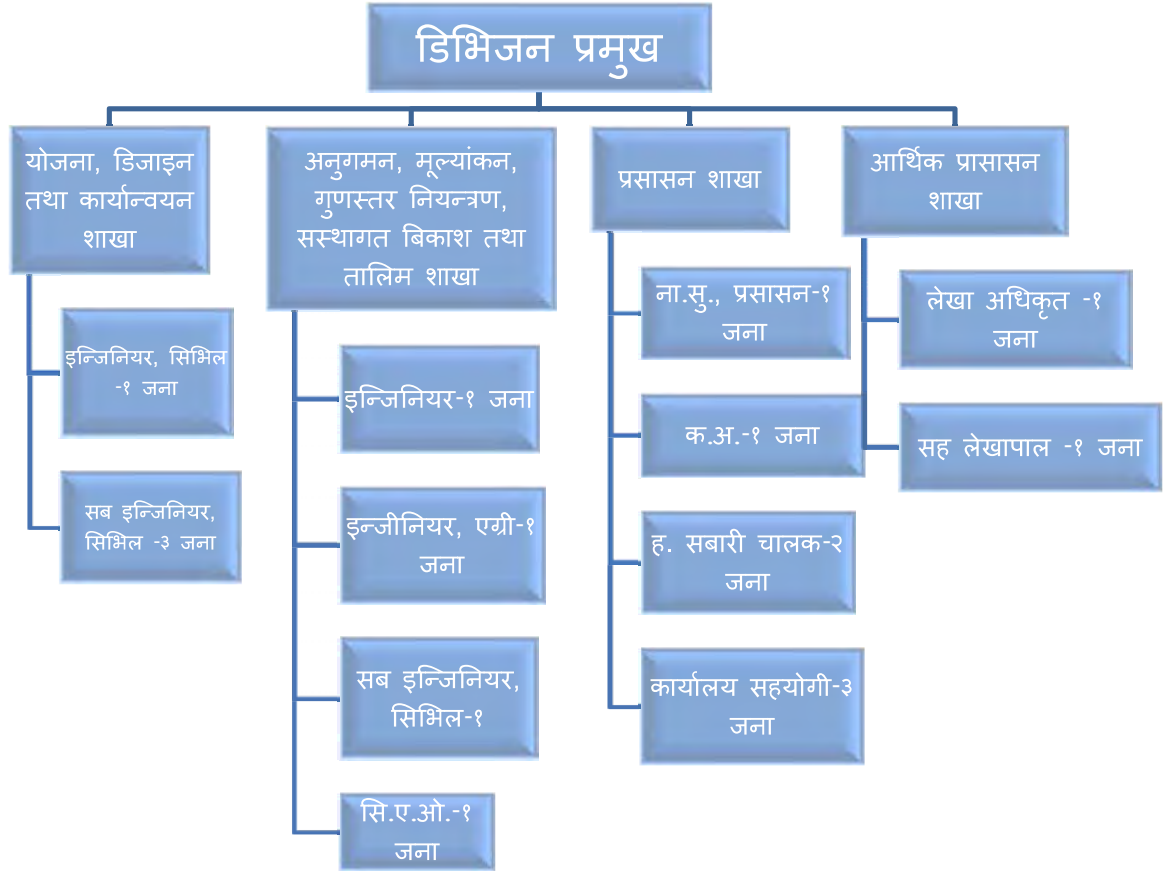 डिभिजन प्रमुख
योजना, डिजाइन
तथा कार्यान्वयन
शाखा
इन्जिनियर, सिभिल
-१ जना
सब इन्जिनियर,
सिभिल -३ जना
अनुगमन, मूल्यांकन,
गुणस्तर नियन्त्रण,
सस्थागत बिकाश तथा
तालिम शाखा
इन्जिनियर-१ जना
इन्जीनियर, एग्री-१
जना
सब इन्जिनियर,
सिभिल-१
सि.ए.ओ.-१
जना
प्रसासन शाखा
ना.सु., प्रसासन-१
जना
क.अ.-१ जना
ह. सबारी चालक-२
जना
कार्यालय सहयोगी-३
जना
आर्थिक प्रासासन
शाखा
लेखा अधिकृत -१
जना
सह लेखापाल -१ जना